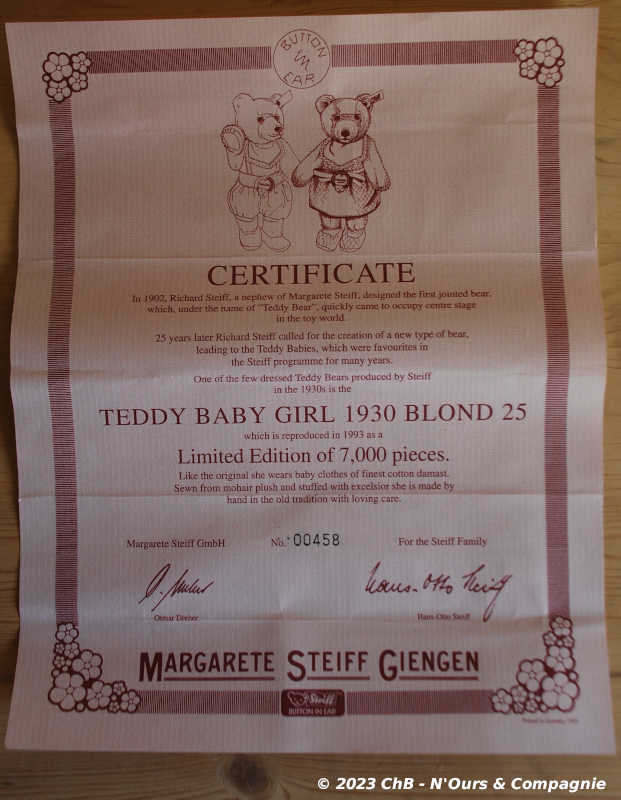 BUTTON
IN
EAR
CERTIFICATE
In 1902, Richard Steiff, a nephew of Margarete Steiff, designed the first jointed bear,
which, under the name of "Teddy Bear", quickly came to occupy centre stage
in the toy world.
25 years later Richard Steiff called for the creation of a new type of bear,
leading to the Teddy Babies, which were favourites in
the Steiff programme for many years.
One of the few dressed Teddy Bears produced by Steiff
in the 1930s is the
TEDDY BABY GIRL 1930 BLOND 25
which is reproduced in 1993 as a
Limited Edition of 7,000 pieces.
Like the original she wears baby clothes of finest cotton damast.
Sewn from mohair plush and stuffed with excelsior she is made by
hand in the old tradition with loving care.
Margarete Steiff GmbH No. 00458 For the Steiff Family
Hans-Otto Steiff
Otmar Dreher Hans-Otto Steiff
MARGARETE STEIFF GIENGEN
Steiff
BUTTON IN EAR
Printed in Germany
© 2023 ChB - N'Ours & Compagnie